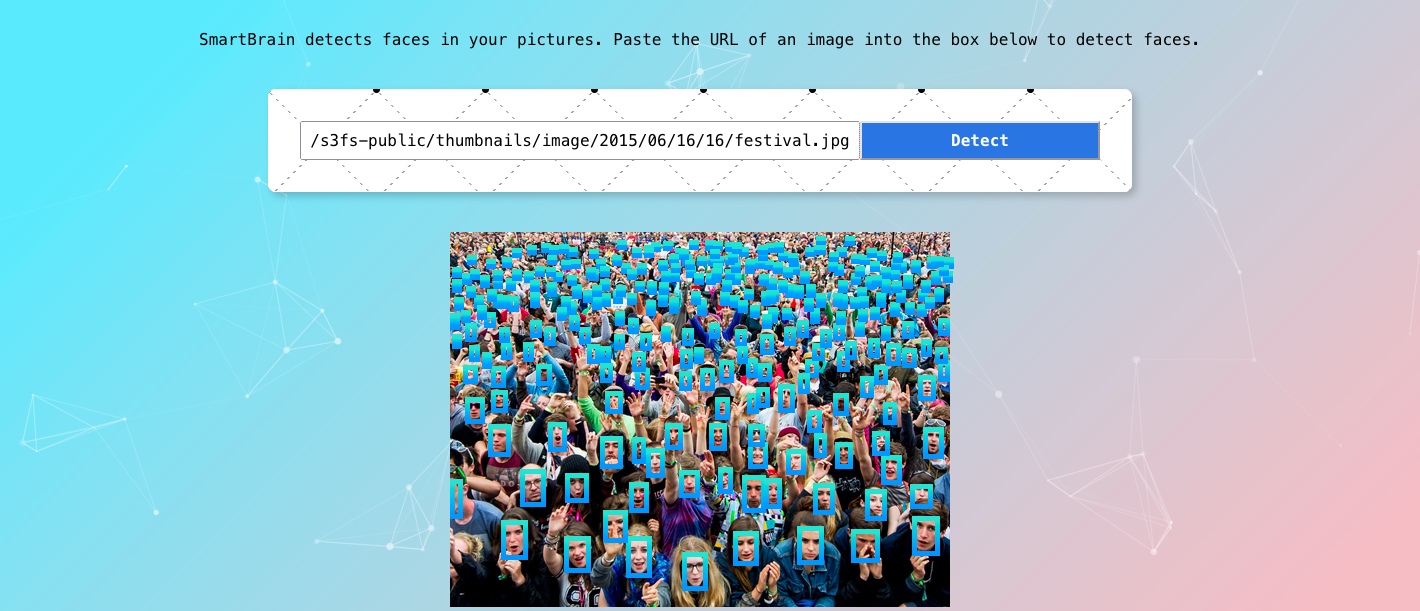 SmartBrain detects faces in your pictures. Paste the URL of an image into the box below to detect faces.
/s3fs-public/thumbnails/image/2015/06/16/16/festival.jpg
Detect